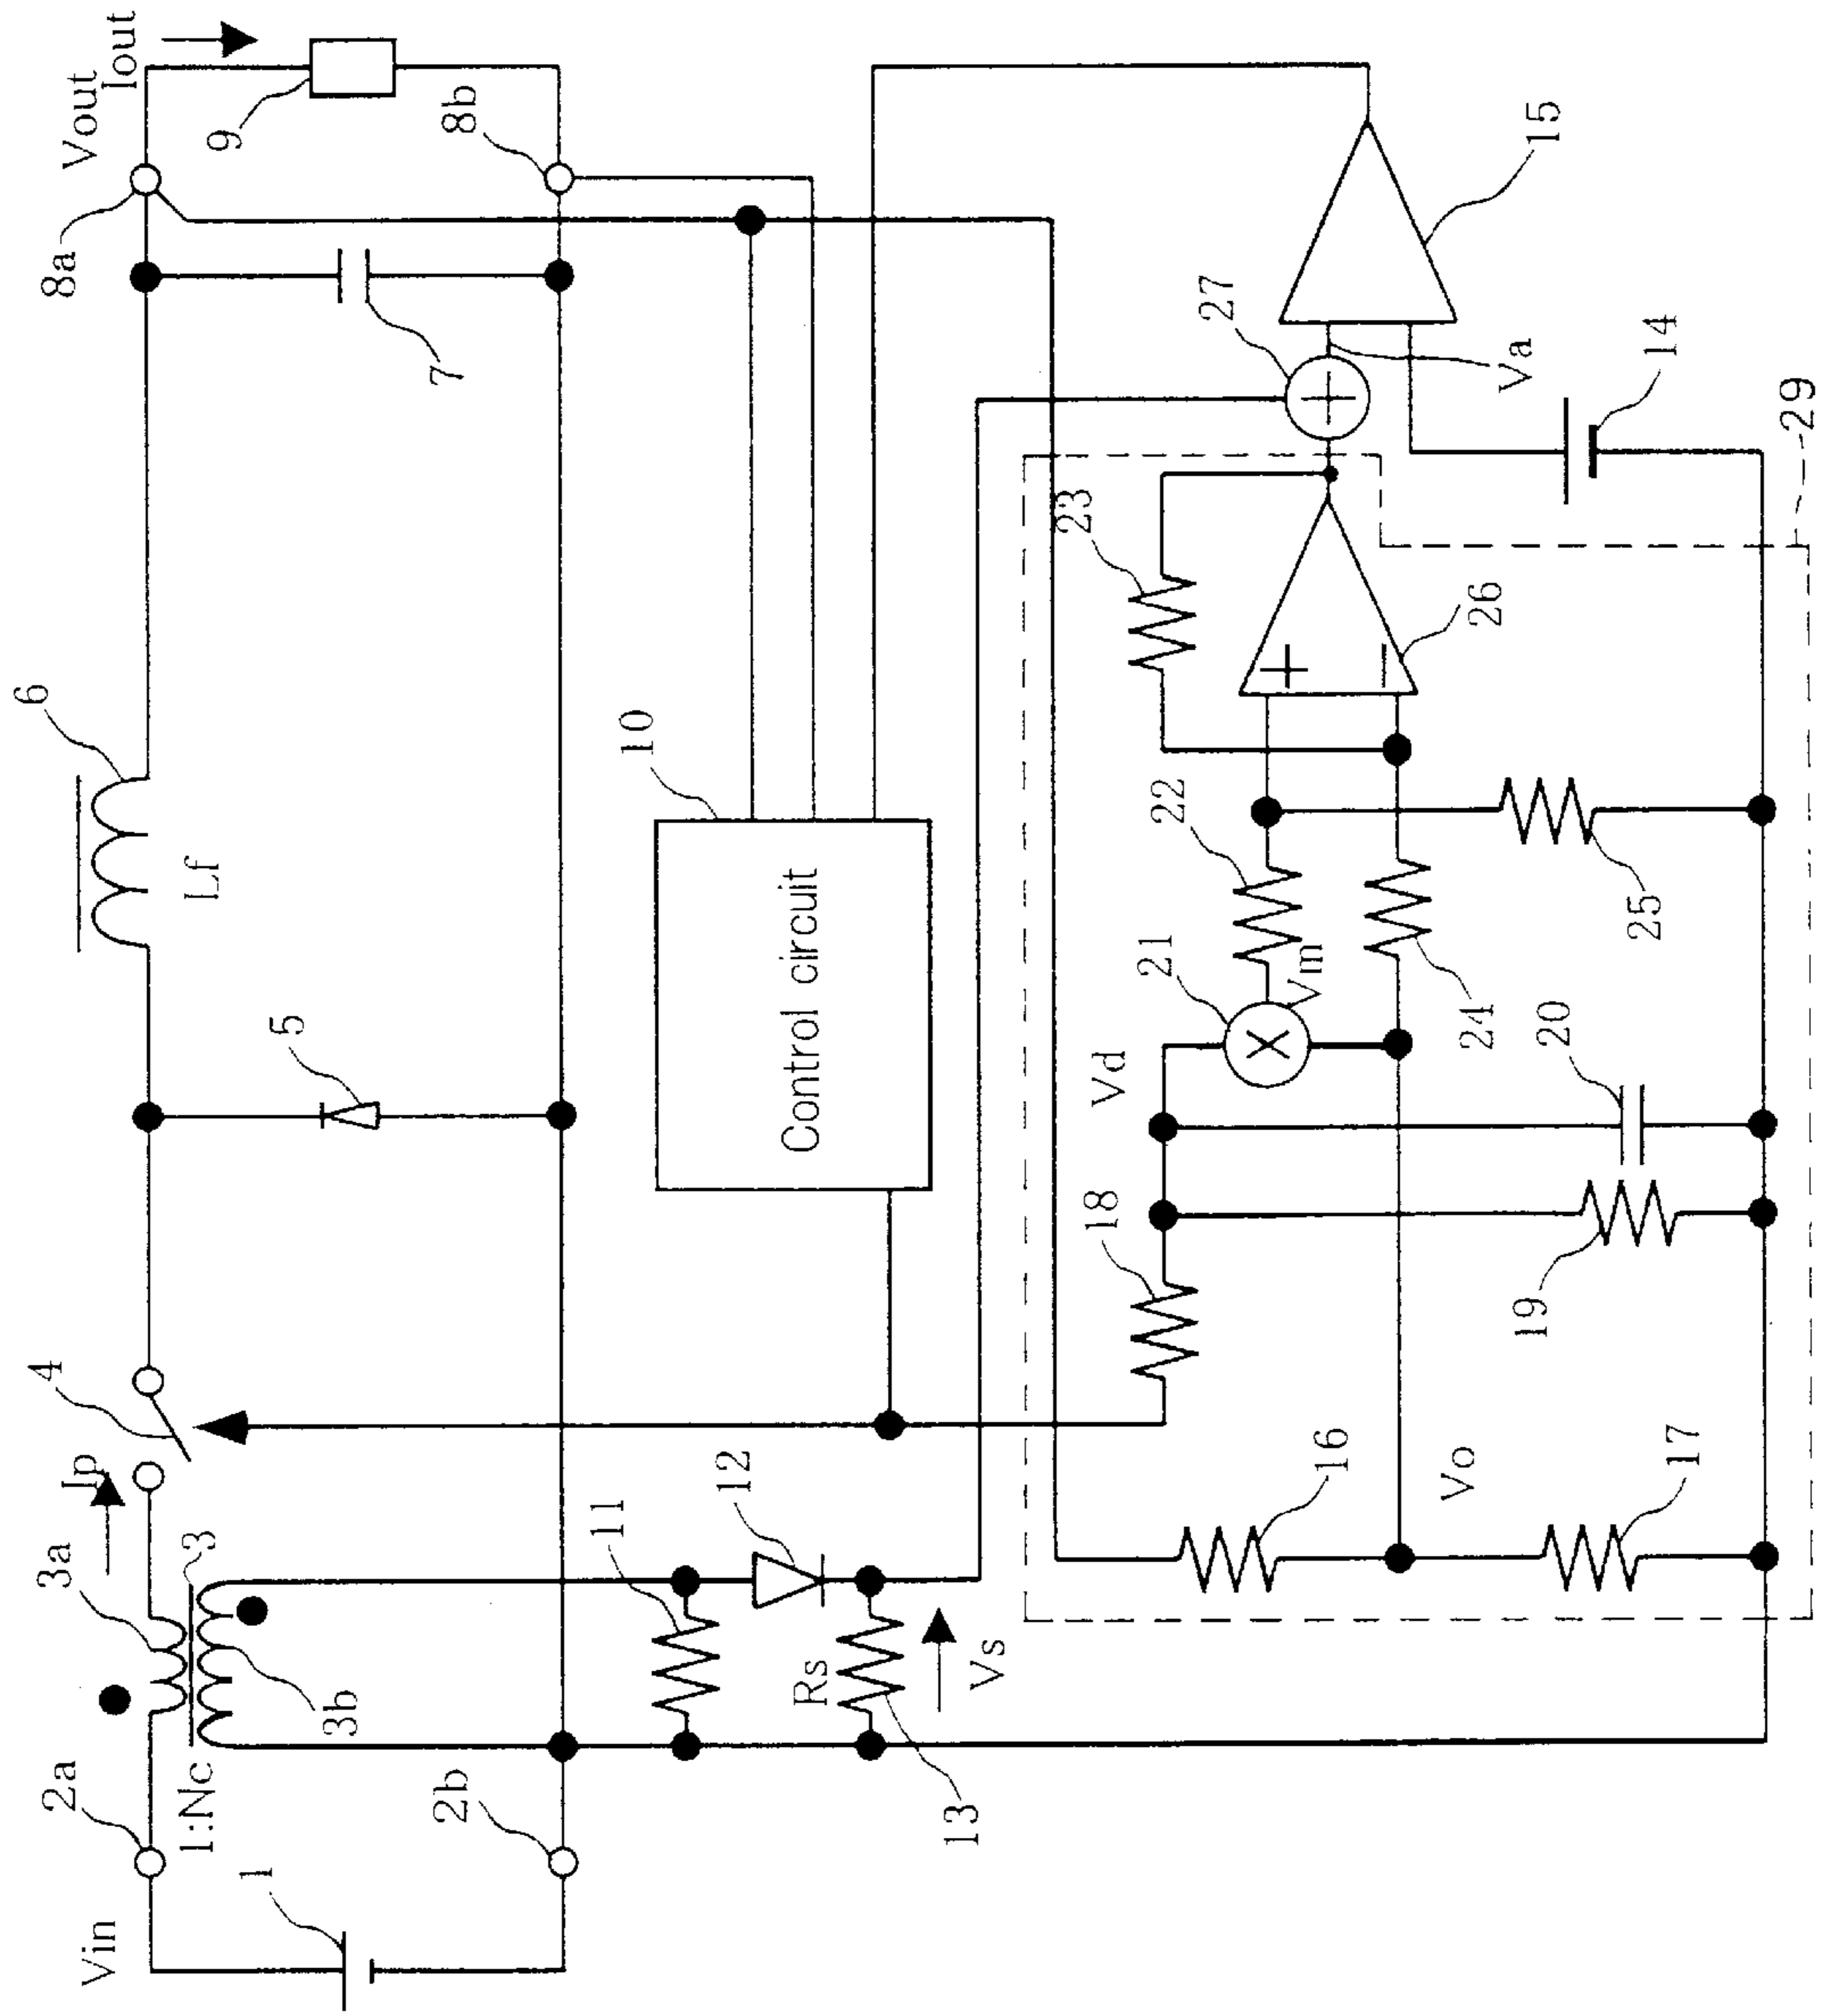 2a
3a
4
6
8a
Vin
Ip
Vout
Iout
1:Nc
3
Lf
9
1
5
3b
2b
7
8b
11
10
12
Control circuit
Rs
13
Vs
18
Vd
23
21
22
27
16
Vm
Vo
24
26
Va
19
20
15
25
14
17
29